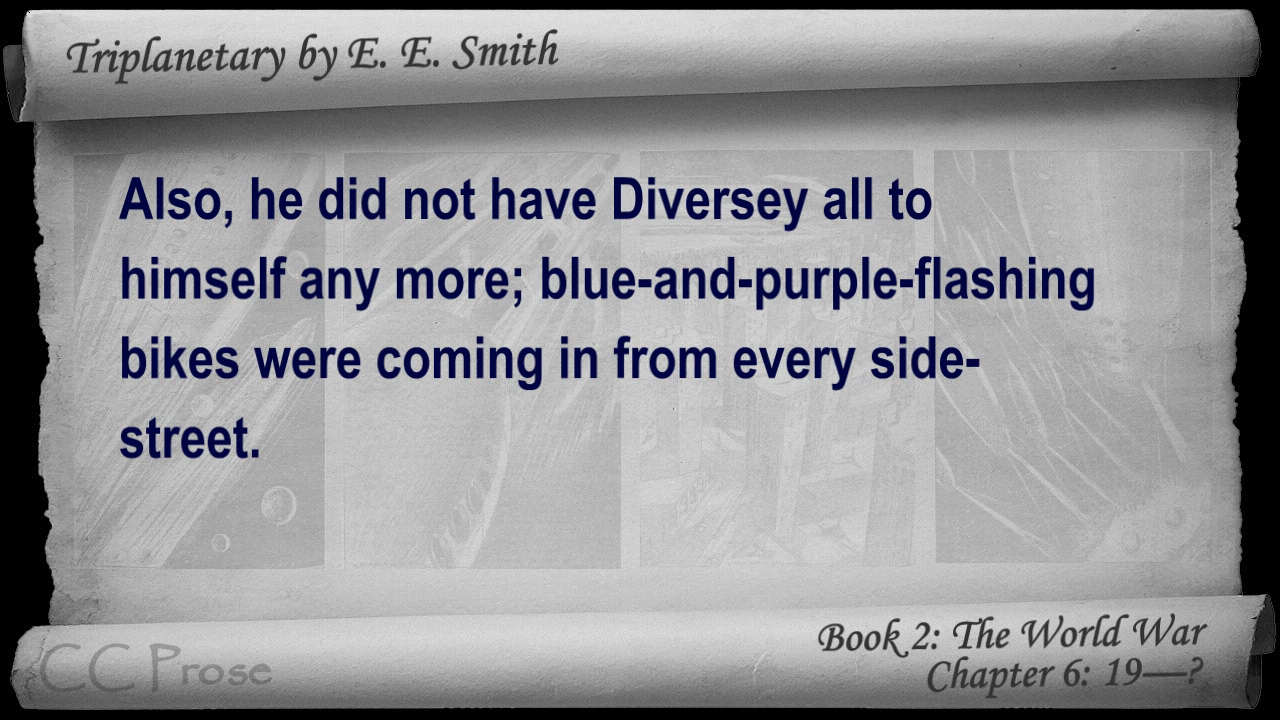 Triplanetary by E. E. Smith
Also, he did not have Diversey all to
himself any more; blue-and-purple-flashing
bikes were coming in from every side-
street.
Book 2: The World War
Chapter 6: 19—?
CC Prose